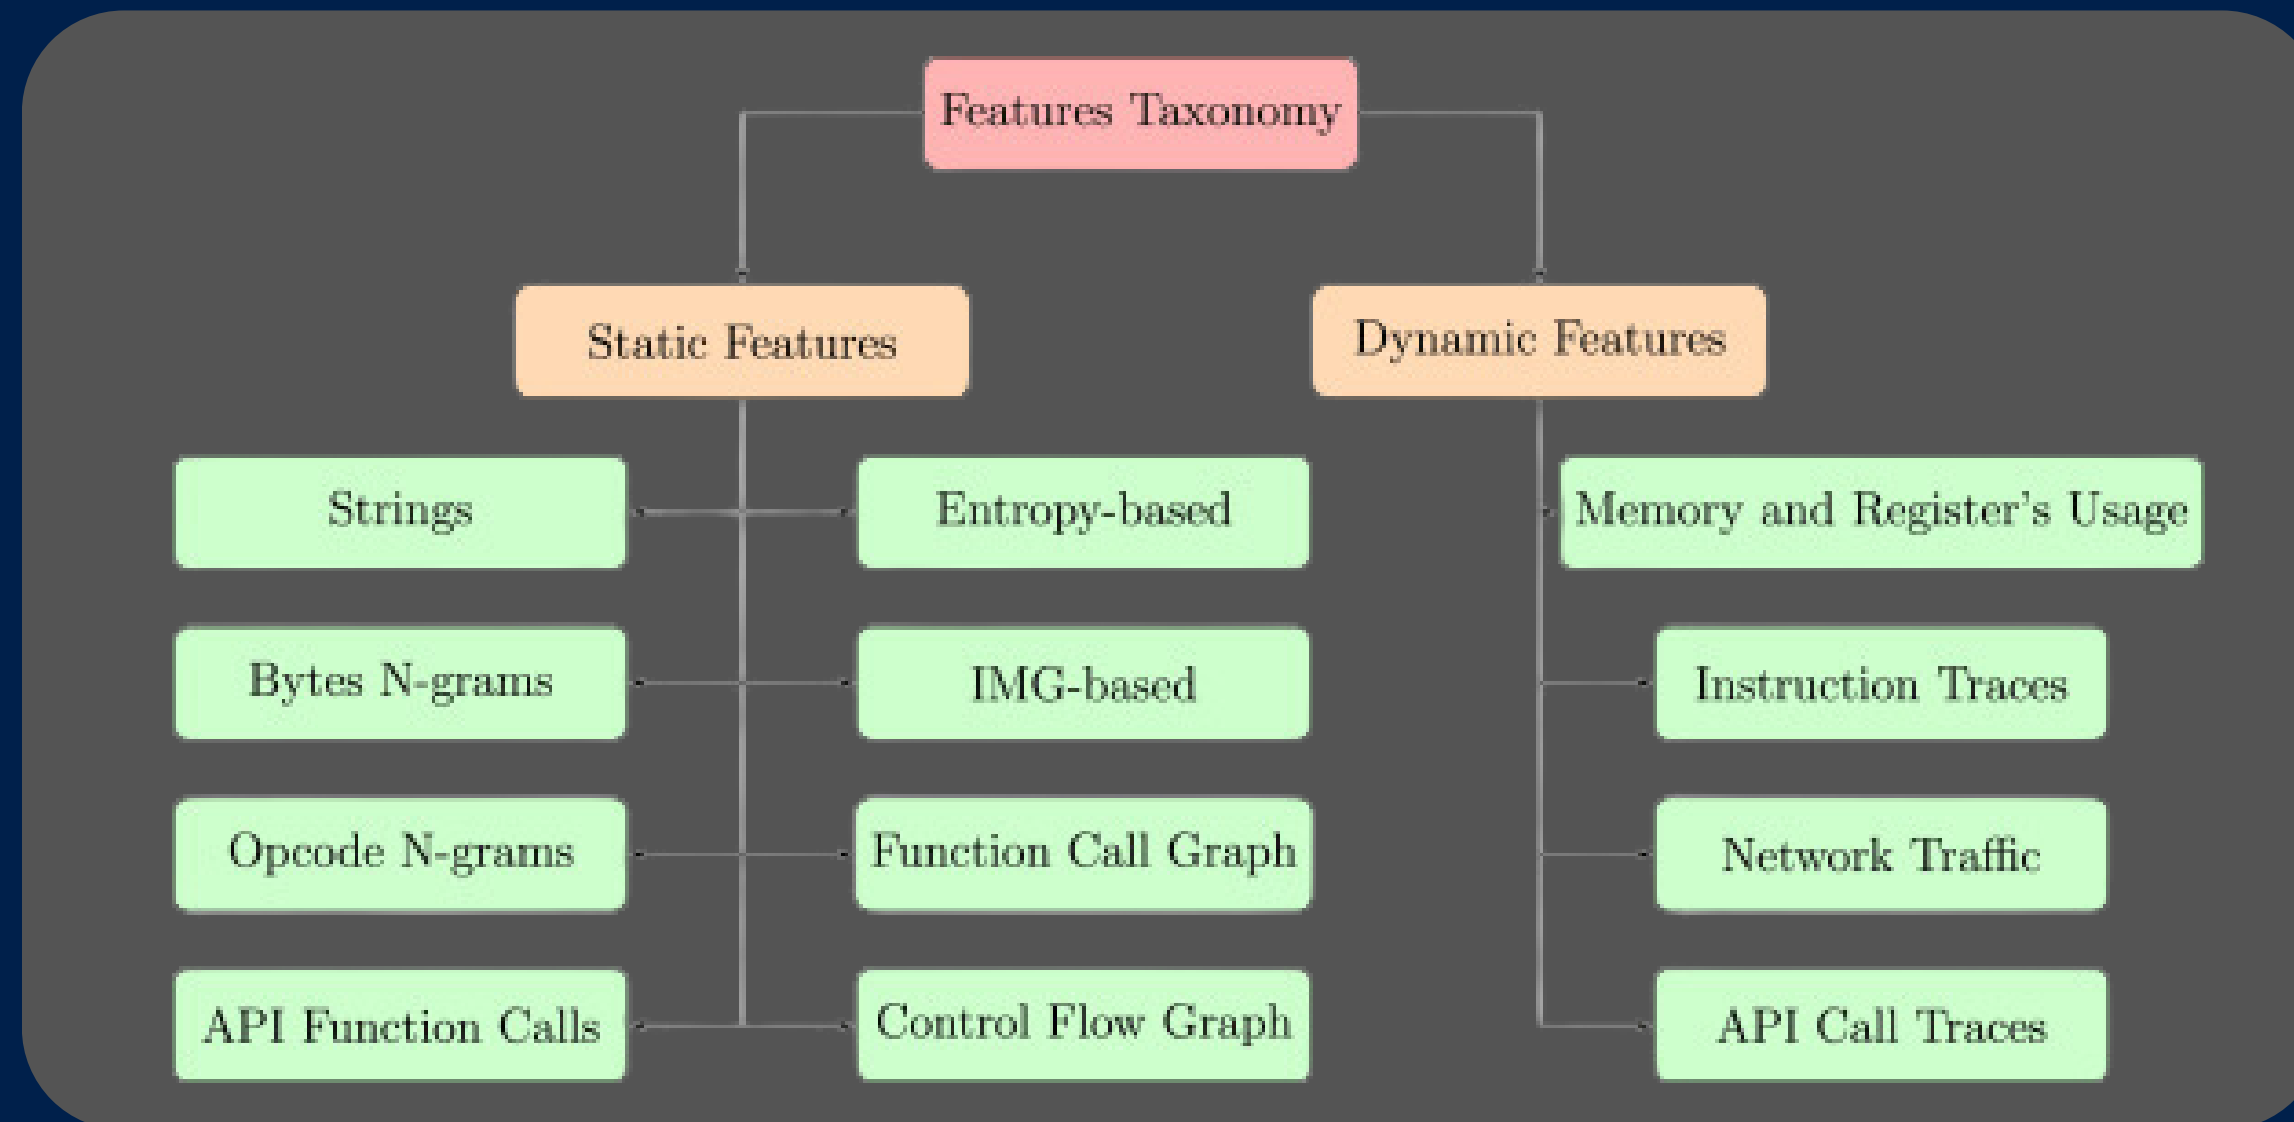 Features Taxonomy
Static Features
Dynamic Features
Strings
Entropy-based
Memory and Register's Usage
Bytes N-grams
IMG-based
Instruction Traces
Opcode N-grams
Function Call Graph
Network Traffic
API Function Calls
Control Flow Graph
API Call Traces